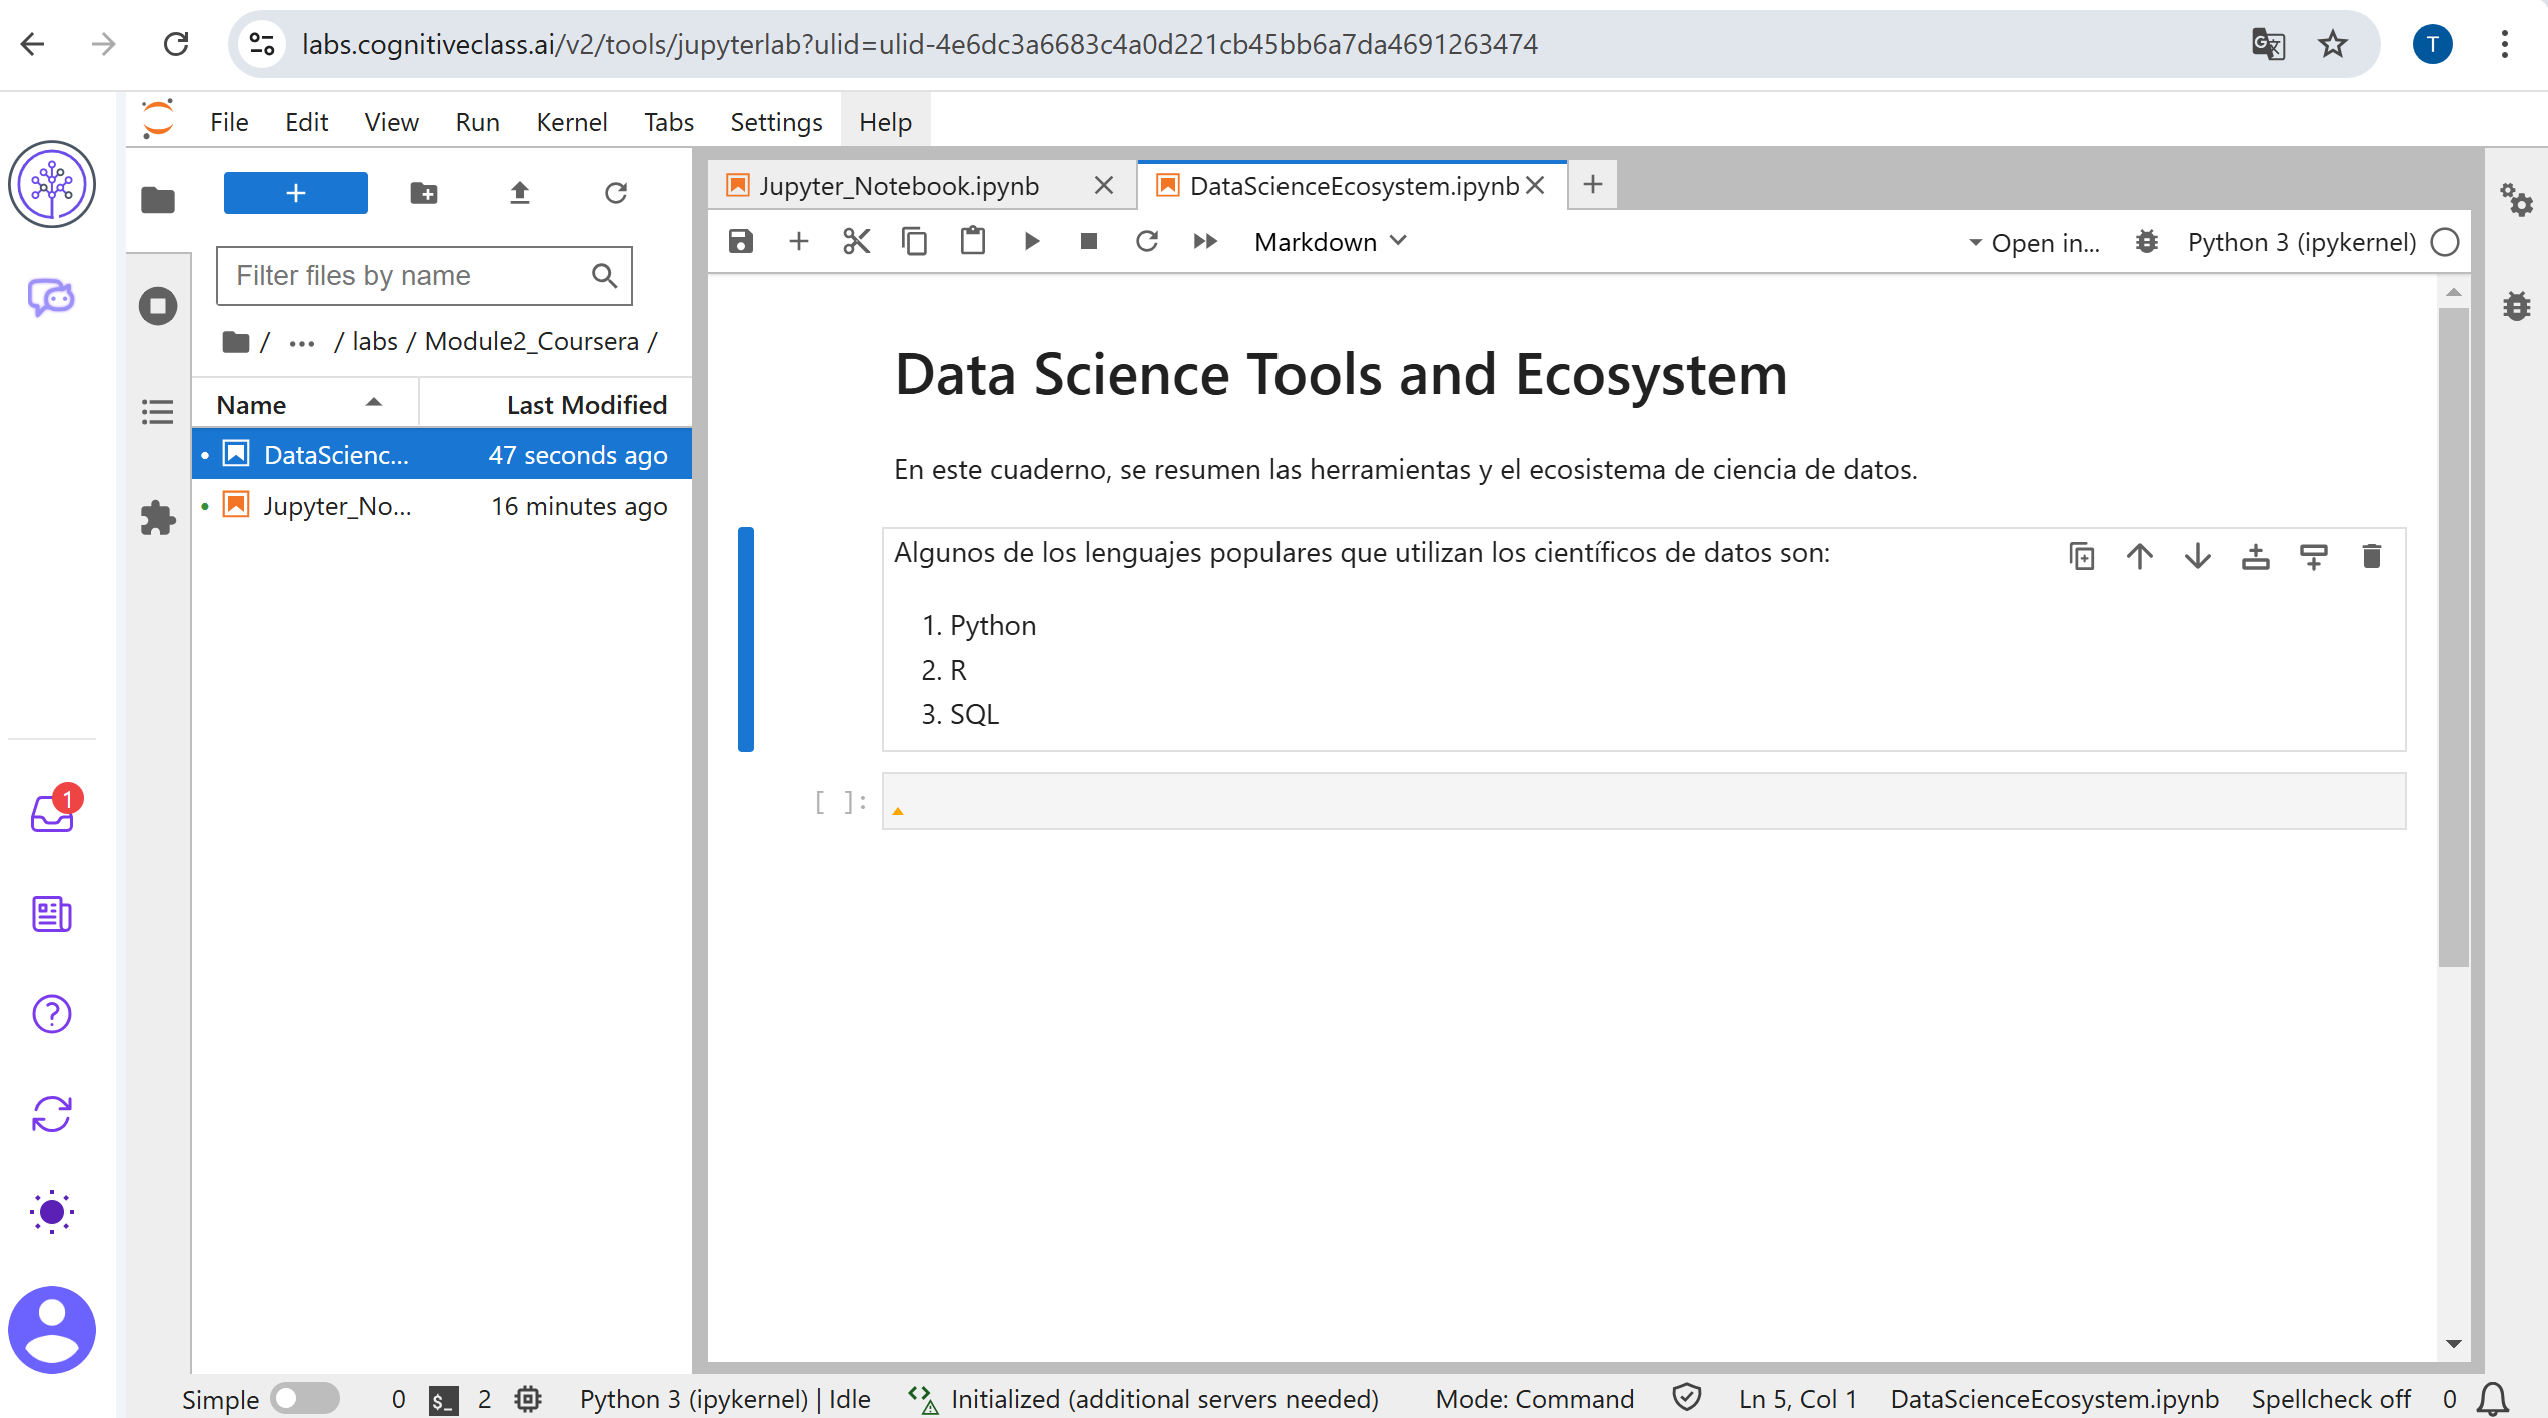 labs.cognitiveclass.ai/v2/tools/jupyterlab?ulid=ulid-4e6dc3a6683c4a0d221cb45bb6a7da4691263474
T
File Edit View Run Kernel Tabs Settings Help
Jupyter_Notebook.ipynb
DataScienceEcosystem.ipynb
Filter files by name
Markdown
Open in...
Python 3 (ipykernel)
/ ... / labs / Module2_Coursera /
Name Last Modified
DataScienc... 47 seconds ago
Jupyter_No... 16 minutes ago
Data Science Tools and Ecosystem
En este cuaderno, se resumen las herramientas y el ecosistema de ciencia de datos.
Algunos de los lenguajes populares que utilizan los científicos de datos son:
1. Python
2. R
3. SQL
[ ]:
1
Simple 0 $_ 2 Python 3 (ipykernel) | Idle Initialized (additional servers needed) Mode: Command Ln 5, Col 1 DataScienceEcosystem.ipynb Spellcheck off 0